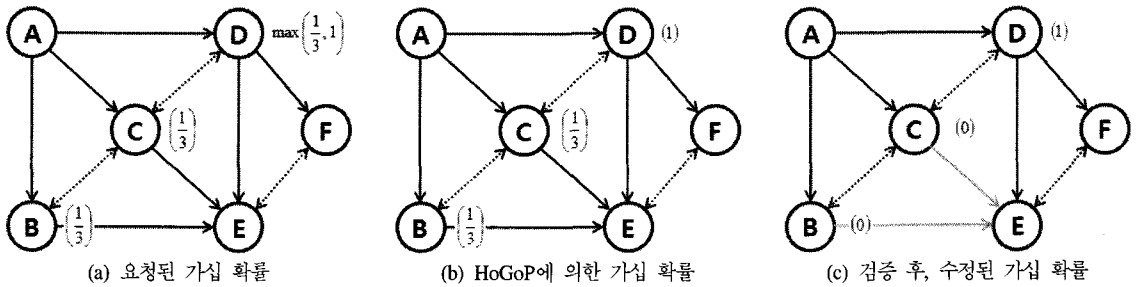 A D max(1/3, 1) C (1/3) F B (1/3) E
(a) 요청된 가십 확률
A D (1) C (1/3) F B (1/3) E
(b) HoGoP에 의한 가십 확률
A D (1) C (0) F B (0) E
(c) 검증 후, 수정된 가십 확률